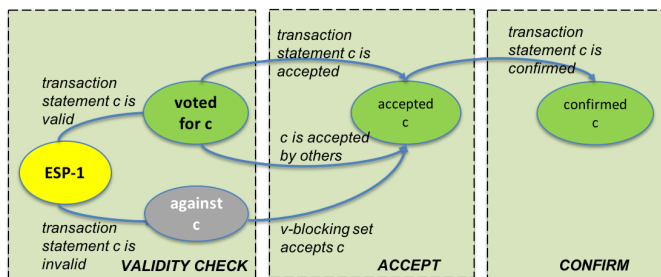 transaction
statement c is
accepted
transaction
statement c is
confirmed
transaction
statement c is
valid
voted
for c
accepted
c
confirmed
c
c is accepted
by others
ESP-1
against
c
v-blocking set
accepts c
transaction
statement c is
invalid
VALIDITY CHECK
ACCEPT
CONFIRM